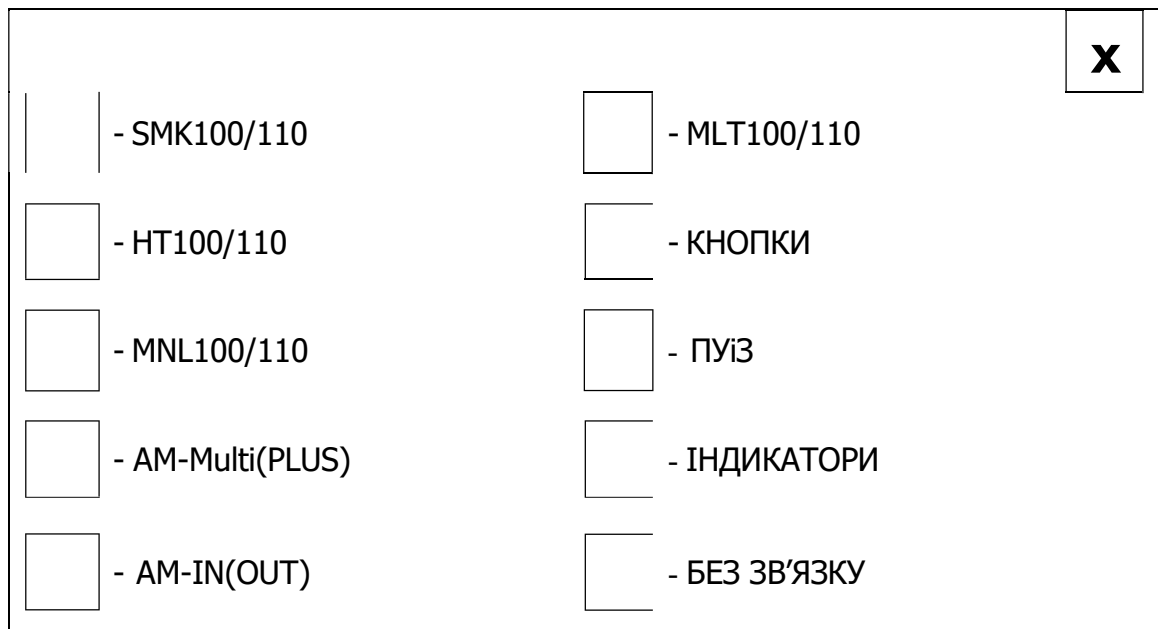 x
- SMK100/110
- MLT100/110
- HT100/110
- КНОПКИ
- MNL100/110
- ПУіЗ
- AM-Multi(PLUS)
- ІНДИКАТОРИ
- AM-IN(OUT)
- БЕЗ ЗВ’ЯЗКУ